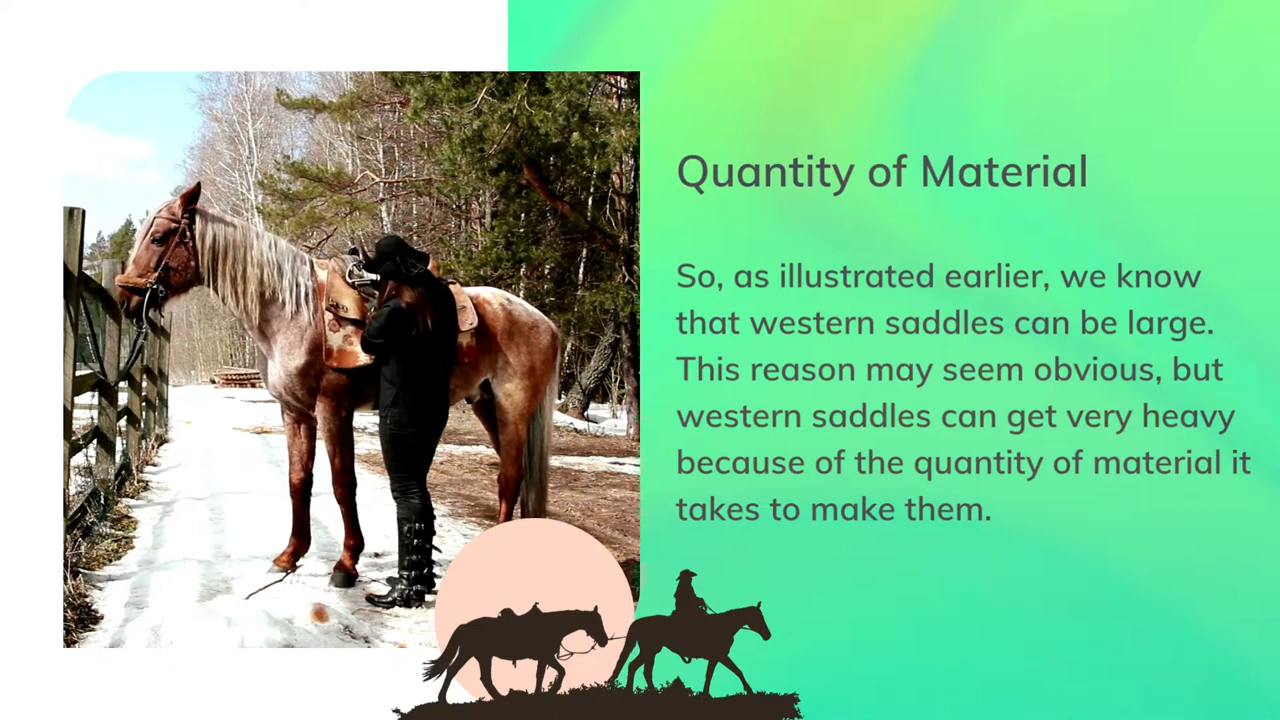 Quantity of Material
So, as illustrated earlier, we know
that western saddles can be large.
This reason may seem obvious, but
western saddles can get very heavy
because of the quantity of material it
takes to make them.